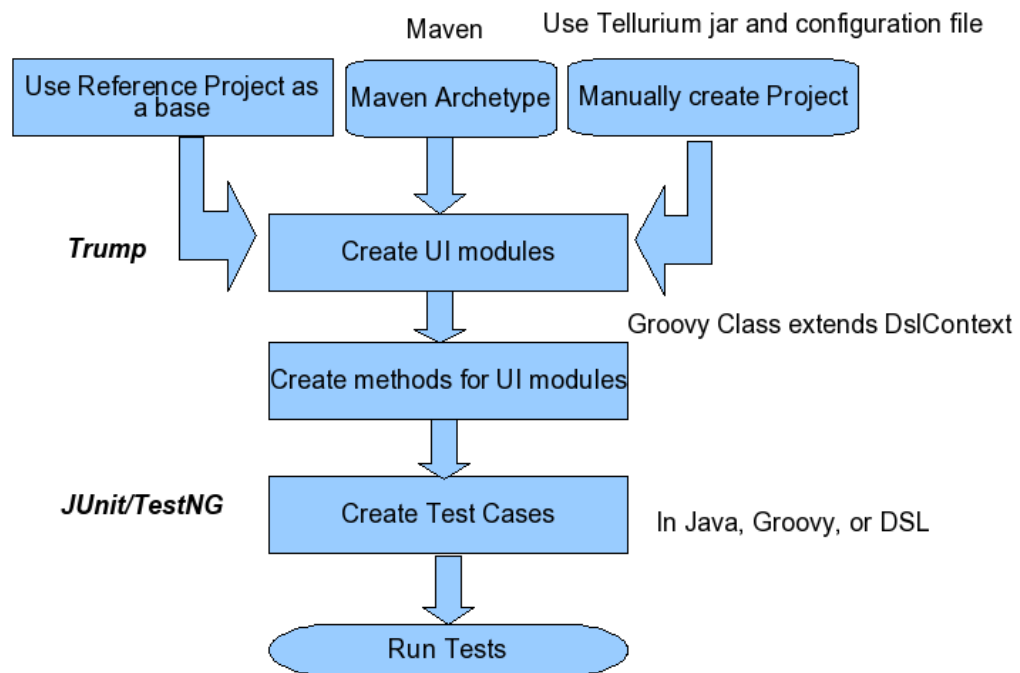 Maven
Use Tellurium jar and configuration file
Use Reference Project as
a base
Maven Archetype
Manually create Project
Trump
Create UI modules
Groovy Class extends DslContext
Create methods for UI modules
JUnit/TestNG
Create Test Cases
In Java, Groovy, or DSL
Run Tests